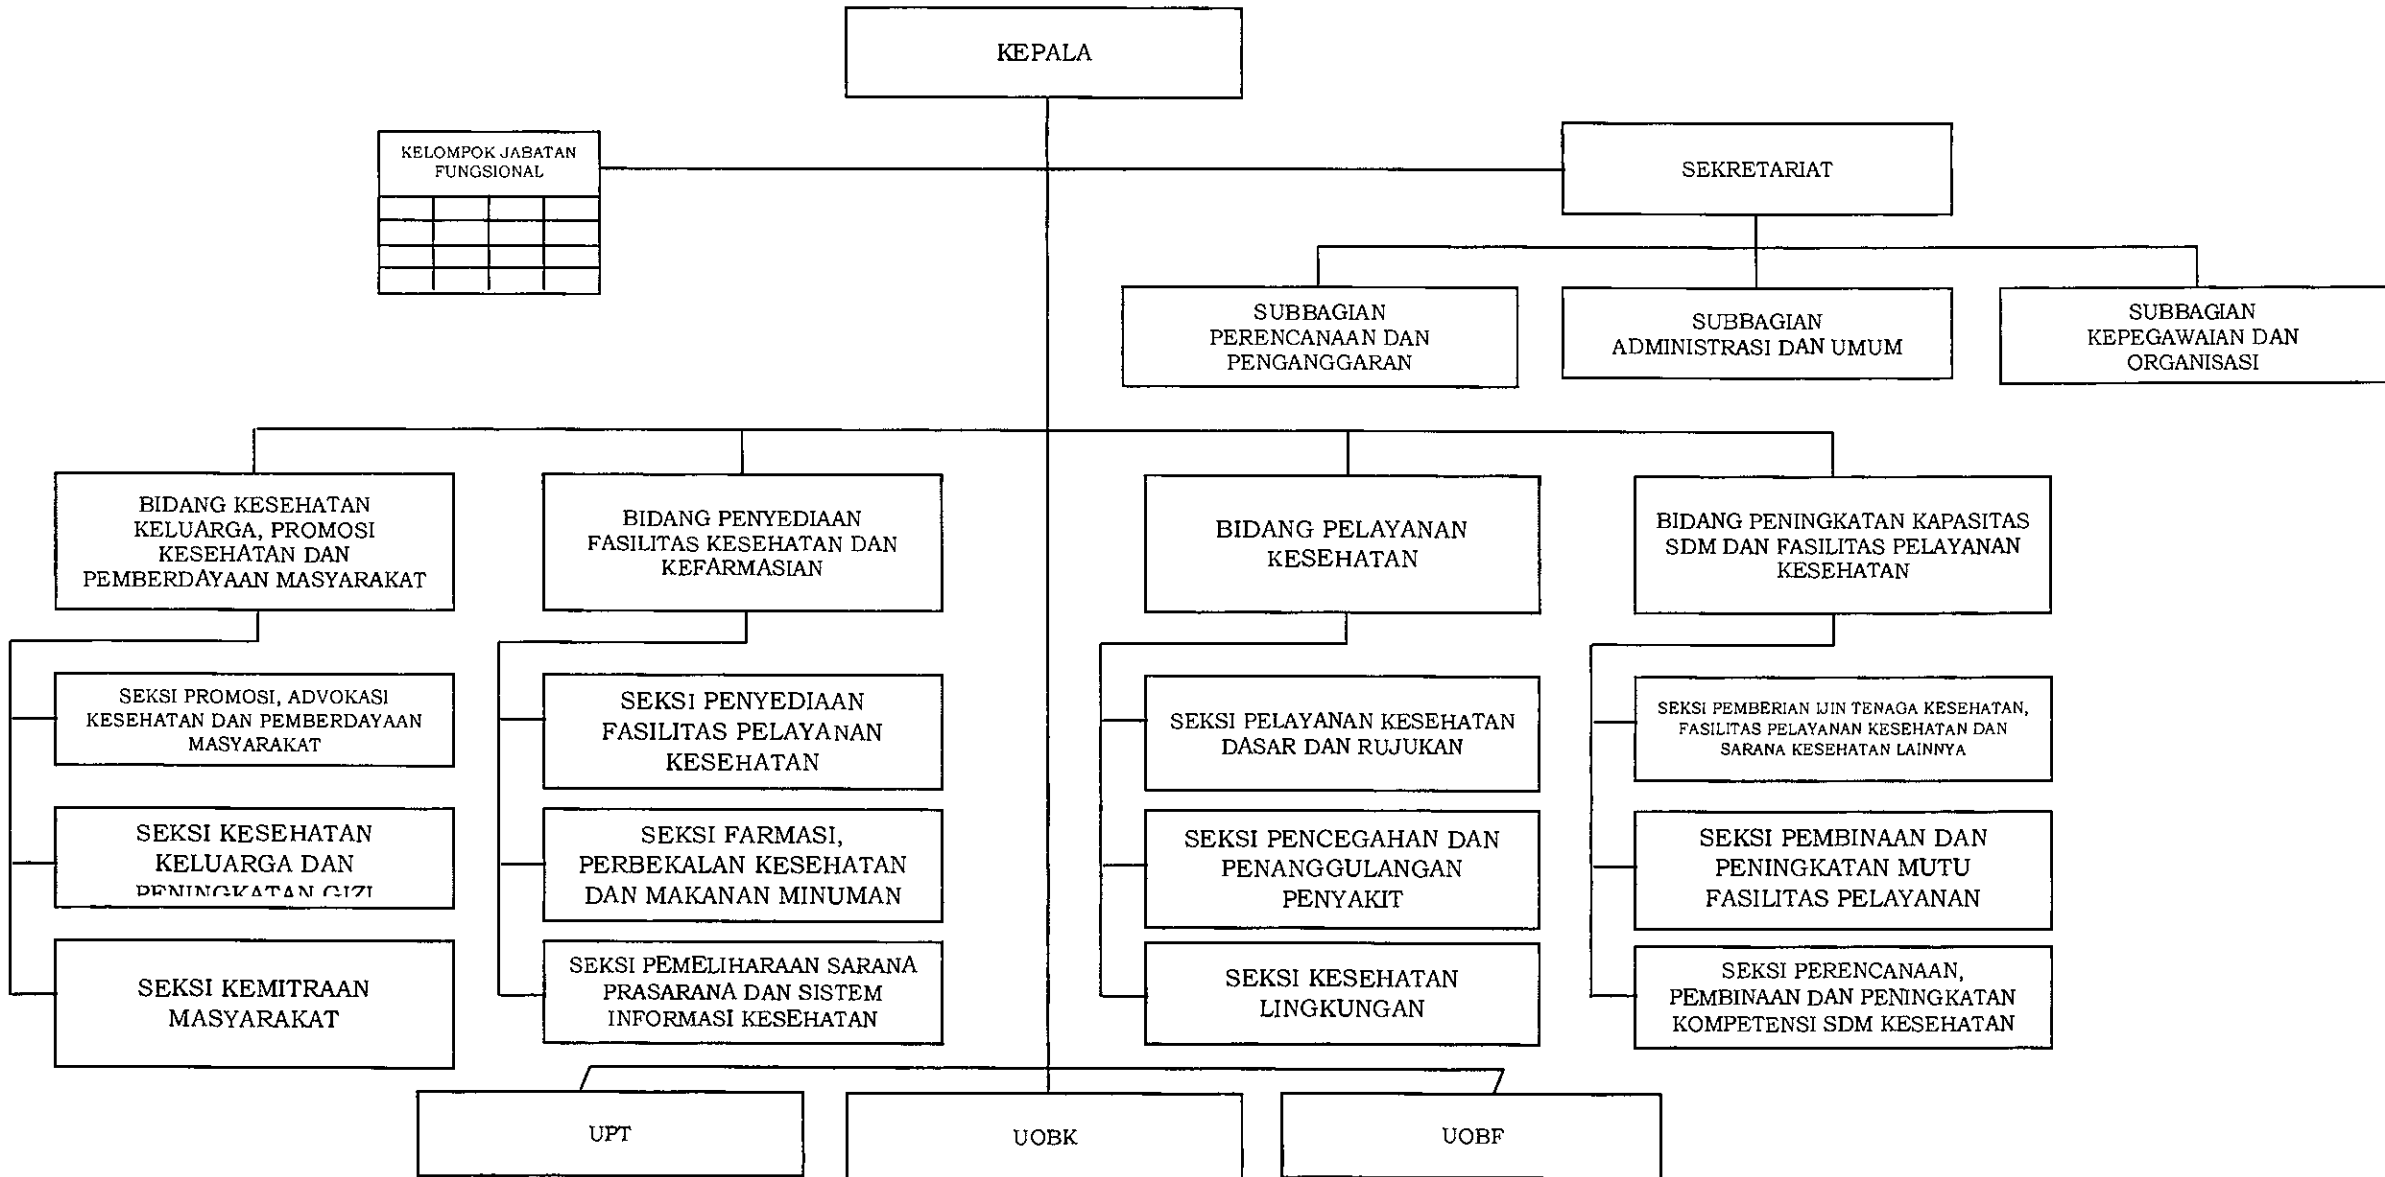 KEPALA
KELOMPOK JABATAN
FUNGSIONAL
SEKRETARIAT
SUBBAGIAN
PERENCANAAN DAN
PENGANGGARAN
SUBBAGIAN
ADMINISTRASI DAN UMUM
SUBBAGIAN
KEPEGAWAIAN DAN
ORGANISASI
BIDANG KESEHATAN
KELUARGA, PROMOSI
KESEHATAN DAN
PEMBERDAYAAN MASYARAKAT
BIDANG PENYEDIAAN
FASILITAS KESEHATAN DAN
KEFARMASIAN
BIDANG PELAYANAN
KESEHATAN
BIDANG PENINGKATAN KAPASITAS
SDM DAN FASILITAS PELAYANAN
KESEHATAN
SEKSI PROMOSI, ADVOKASI
KESEHATAN DAN PEMBERDAYAAN
MASYARAKAT
SEKSI KESEHATAN
KELUARGA DAN
PENINGKATAN GIZI
SEKSI KEMITRAAN
MASYARAKAT
SEKSI PENYEDIAAN
FASILITAS PELAYANAN
KESEHATAN
SEKSI FARMASI,
PERBEKALAN KESEHATAN
DAN MAKANAN MINUMAN
SEKSI PEMELIHARAAN SARANA
PRASARANA DAN SISTEM
INFORMASI KESEHATAN
SEKSI PELAYANAN KESEHATAN
DASAR DAN RUJUKAN
SEKSI PENCEGAHAN DAN
PENANGGULANGAN
PENYAKIT
SEKSI KESEHATAN
LINGKUNGAN
SEKSI PEMBERIAN IJIN TENAGA KESEHATAN,
FASILITAS PELAYANAN KESEHATAN DAN
SARANA KESEHATAN LAINNYA
SEKSI PEMBINAAN DAN
PENINGKATAN MUTU
FASILITAS PELAYANAN
SEKSI PERENCANAAN,
PEMBINAAN DAN PENINGKATAN
KOMPETENSI SDM KESEHATAN
UPT
UOBK
UOBF